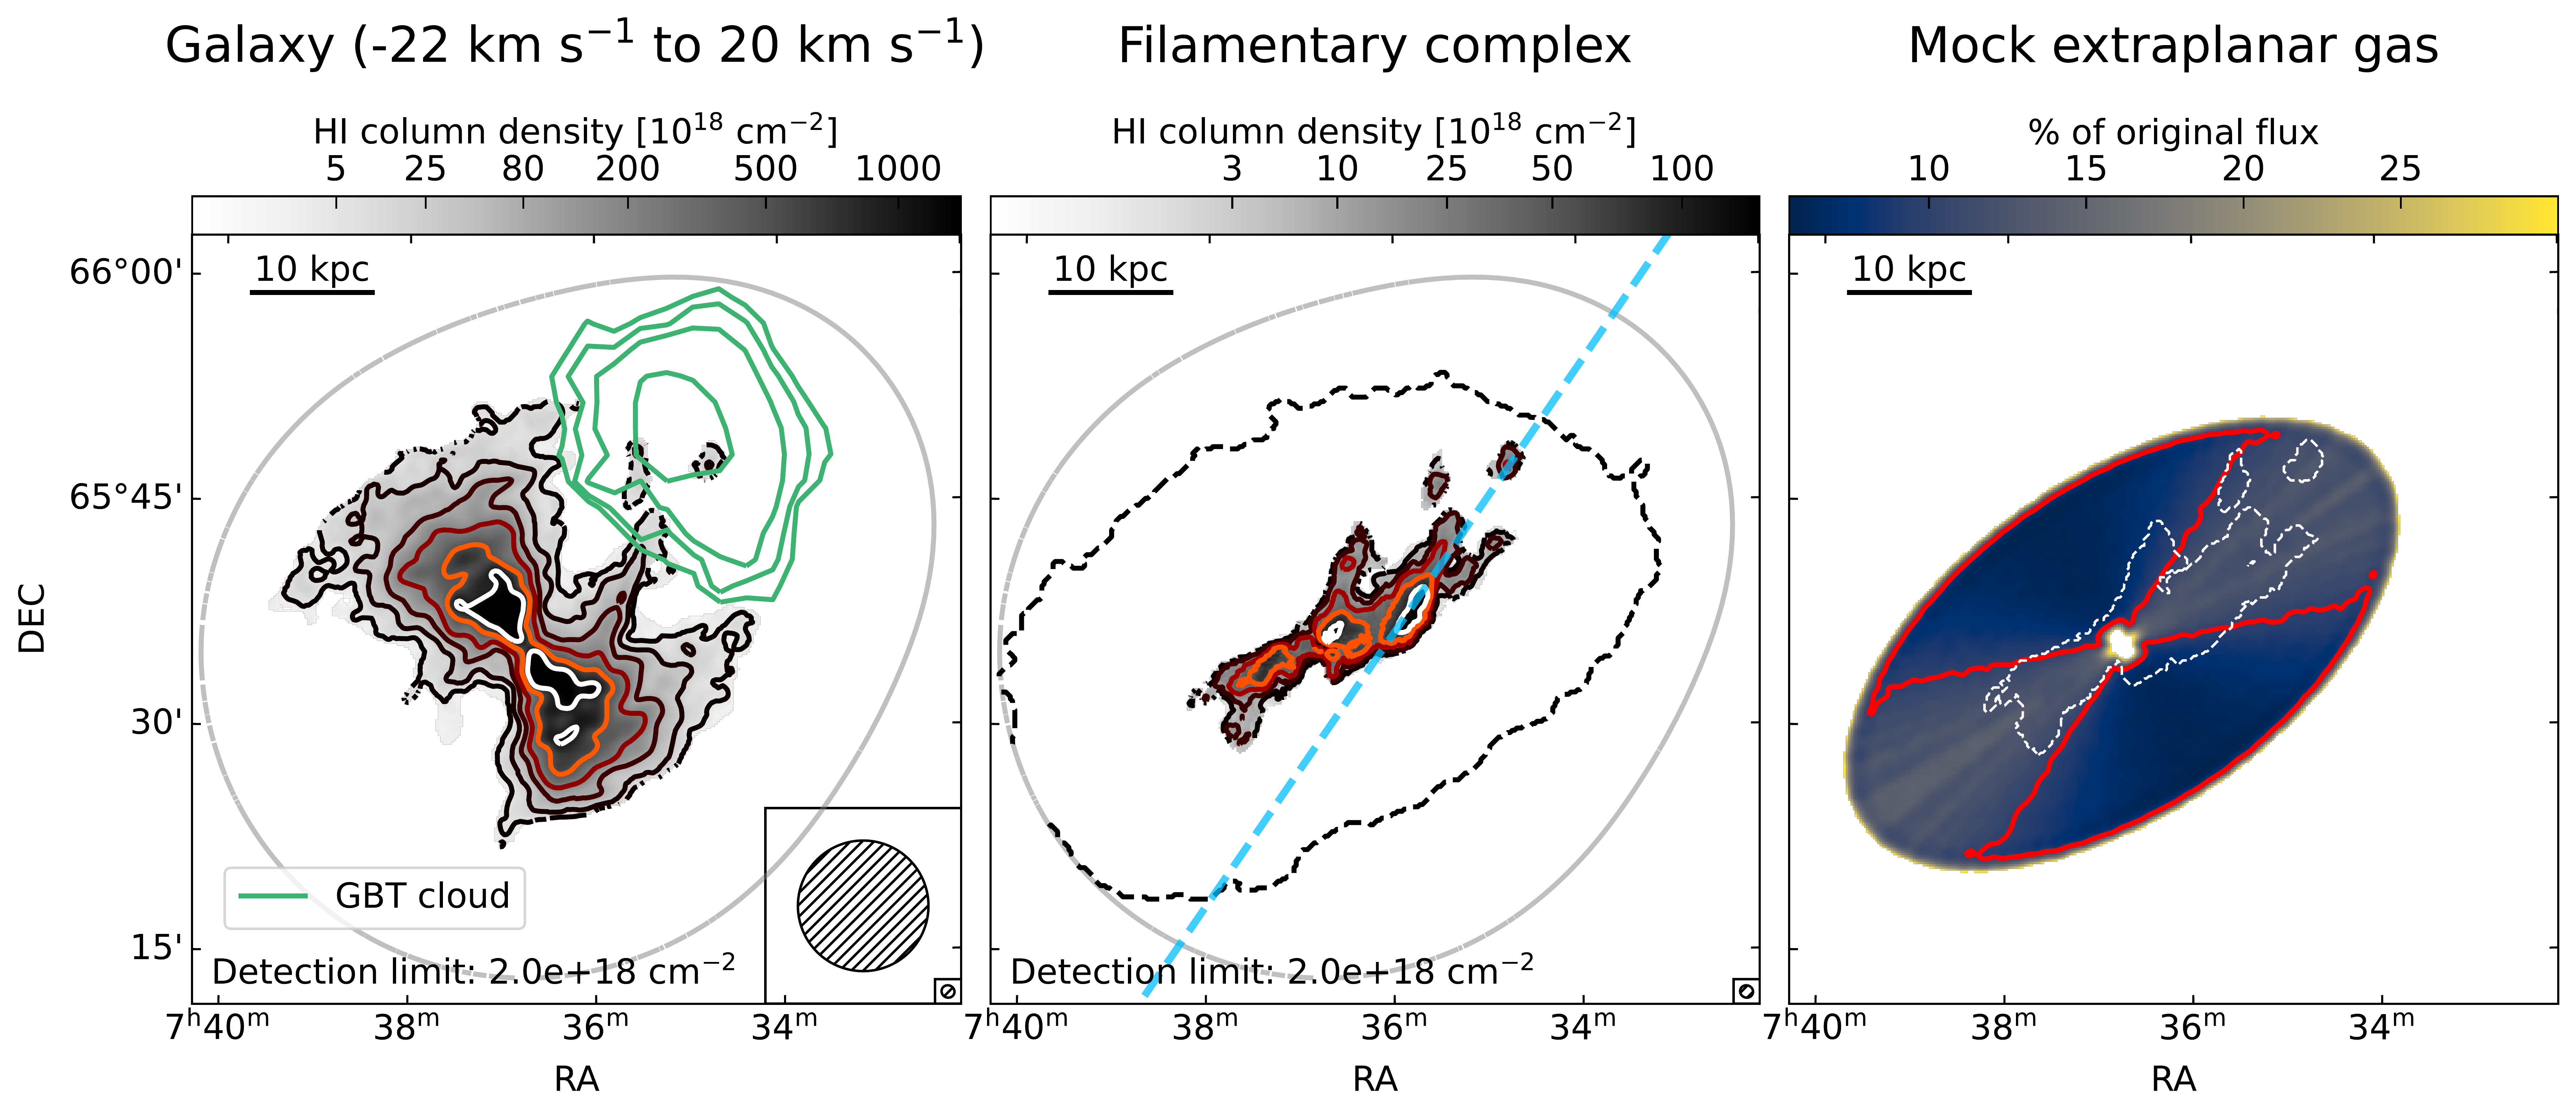 Galaxy (-22 km s⁻¹ to 20 km s⁻¹)
HI column density [10¹⁸ cm⁻²]
5 25 80 200 500 1000
10 kpc
66°00'
65°45'
30'
15'
DEC
GBT cloud
Detection limit: 2.0e+18 cm⁻²
7ʰ40ᵐ 38ᵐ 36ᵐ 34ᵐ
RA
Filamentary complex
HI column density [10¹⁸ cm⁻²]
3 10 25 50 100
10 kpc
Detection limit: 2.0e+18 cm⁻²
7ʰ40ᵐ 38ᵐ 36ᵐ 34ᵐ
RA
Mock extraplanar gas
% of original flux
10 15 20 25
10 kpc
7ʰ40ᵐ 38ᵐ 36ᵐ 34ᵐ
RA